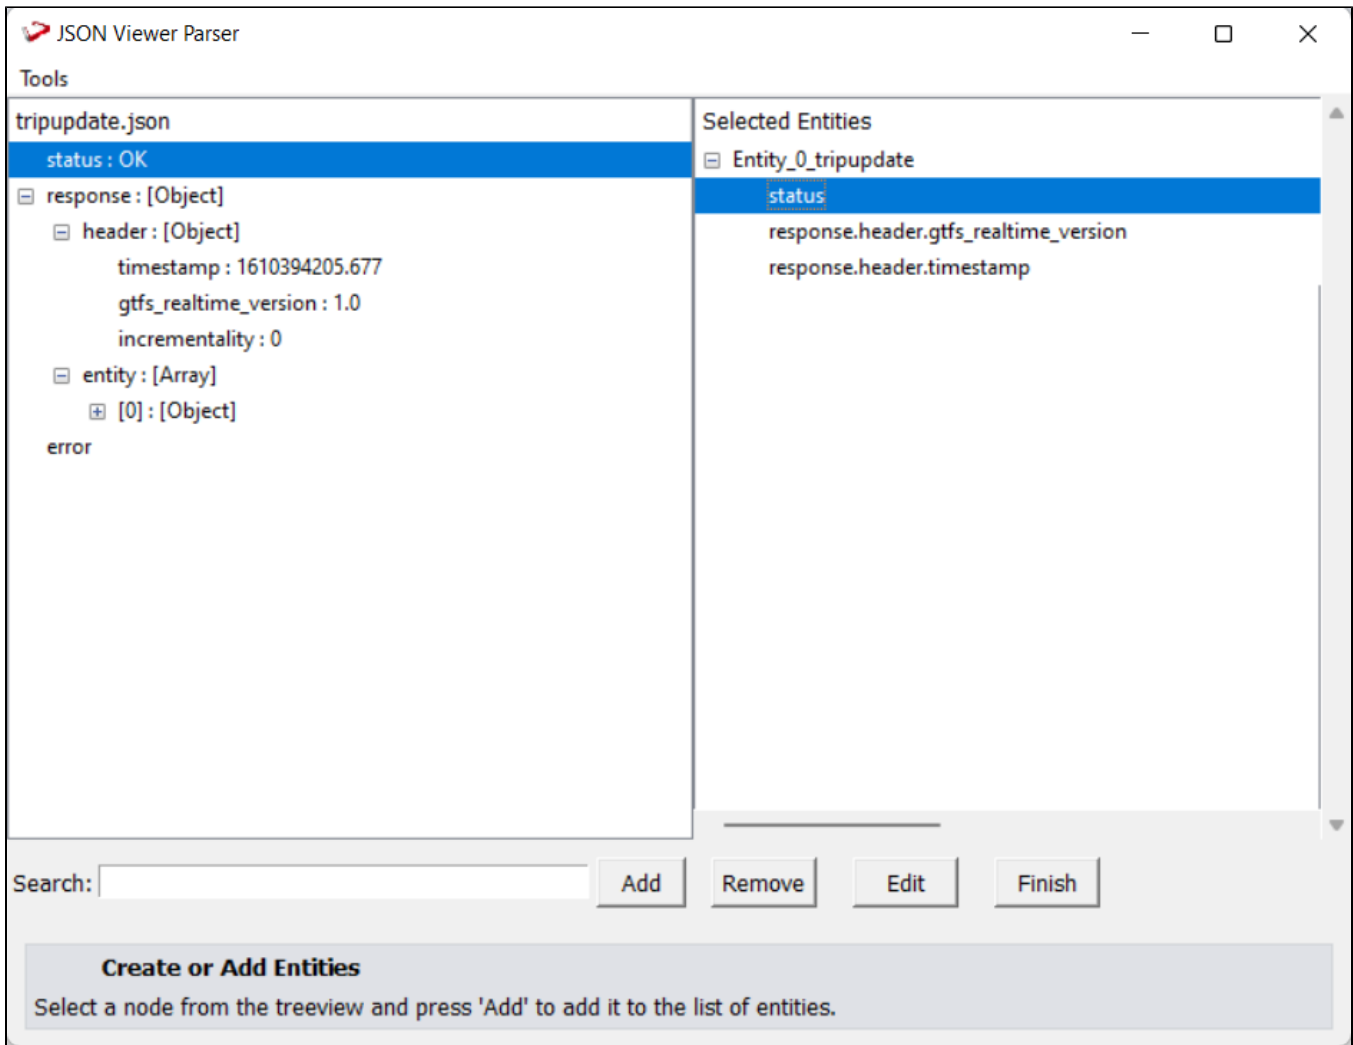 JSON Viewer Parser
Tools
tripupdate.json
status : OK
response : [Object]
header : [Object]
timestamp : 1610394205.677
gtfs_realtime_version : 1.0
incrementality : 0
entity : [Array]
[0] : [Object]
error
Selected Entities
Entity_0_tripupdate
status
response.header.gtfs_realtime_version
response.header.timestamp
Search:
Add
Remove
Edit
Finish
Create or Add Entities
Select a node from the treeview and press 'Add' to add it to the list of entities.